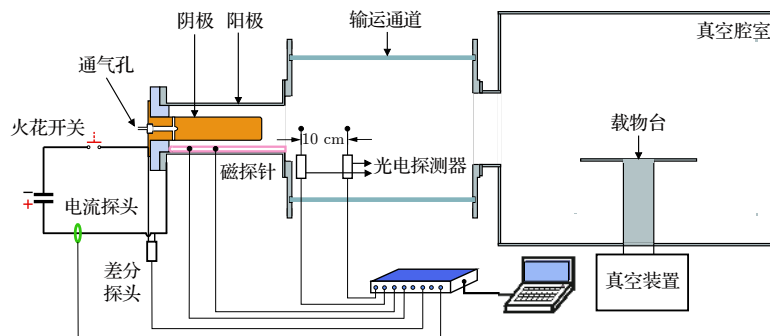 阴极
阳极
输运通道
真空腔室
通气孔
火花开关
载物台
10 cm
磁探针
光电探测器
−
+
电流探头
差分
探头
真空装置